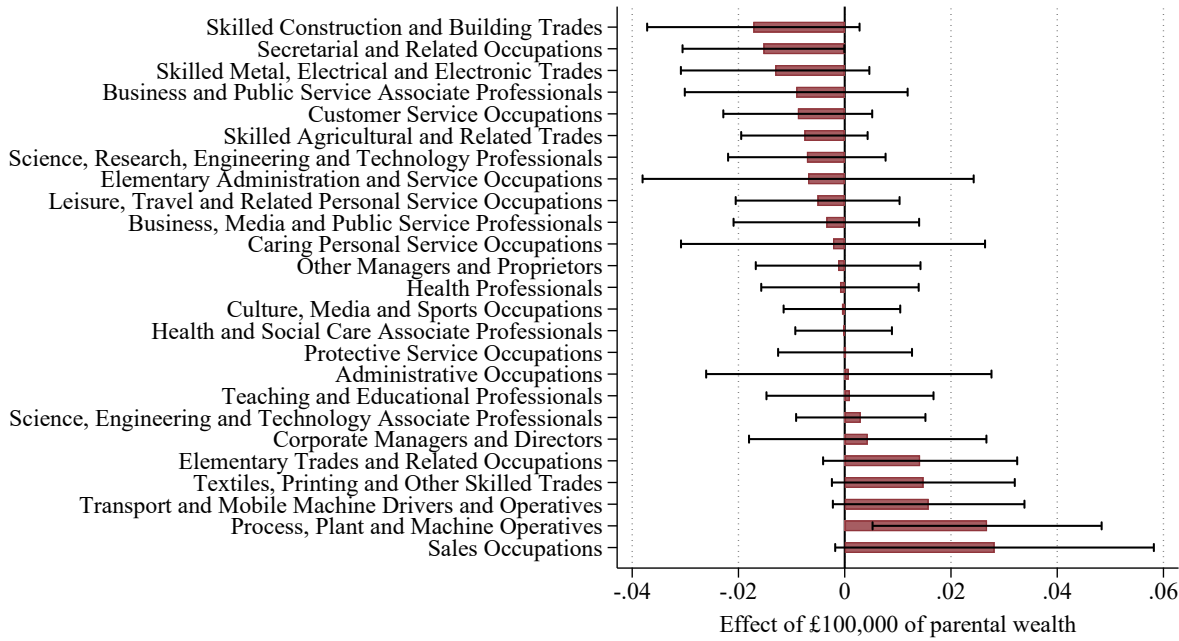 Skilled Construction and Building Trades
Secretarial and Related Occupations
Skilled Metal, Electrical and Electronic Trades
Business and Public Service Associate Professionals
Customer Service Occupations
Skilled Agricultural and Related Trades
Science, Research, Engineering and Technology Professionals
Elementary Administration and Service Occupations
Leisure, Travel and Related Personal Service Occupations
Business, Media and Public Service Professionals
Caring Personal Service Occupations
Other Managers and Proprietors
Health Professionals
Culture, Media and Sports Occupations
Health and Social Care Associate Professionals
Protective Service Occupations
Administrative Occupations
Teaching and Educational Professionals
Science, Engineering and Technology Associate Professionals
Corporate Managers and Directors
Elementary Trades and Related Occupations
Textiles, Printing and Other Skilled Trades
Transport and Mobile Machine Drivers and Operatives
Process, Plant and Machine Operatives
Sales Occupations
-.04 -.02 0 .02 .04 .06
Effect of £100,000 of parental wealth